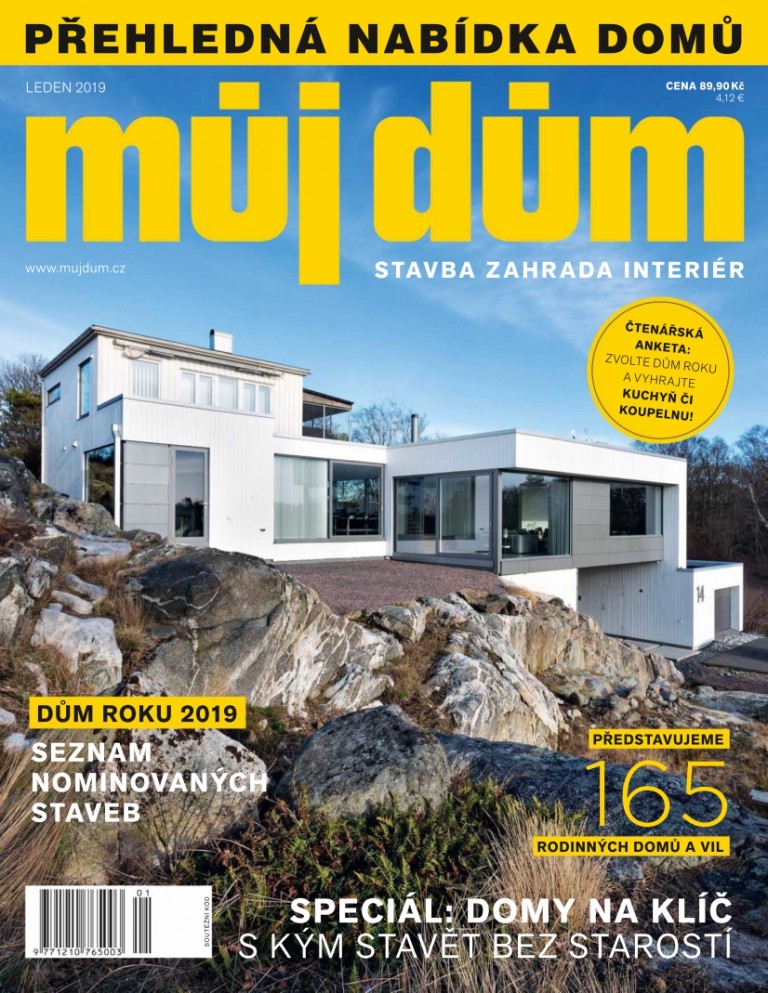 PŘEHLEDNÁ NABÍDKA DOMŮ
LEDEN 2019
CENA 89,90 Kč
4,12 €
můj dům
www.mujdum.cz
STAVBA ZAHRADA INTERIÉR
ČTENÁŘSKÁ
ANKETA:
ZVOLTE DŮM ROKU
A VYHRAJTE
KUCHYŇ ČI
KOUPELNU!
14
DŮM ROKU 2019
SEZNAM
NOMINOVANÝCH
STAVEB
PŘEDSTAVUJEME
165
RODINNÝCH DOMŮ A VIL
SPECIÁL: DOMY NA KLÍČ
S KÝM STAVĚT BEZ STAROSTÍ
01
9 771210 765003
SOUTĚŽNÍ KÓD